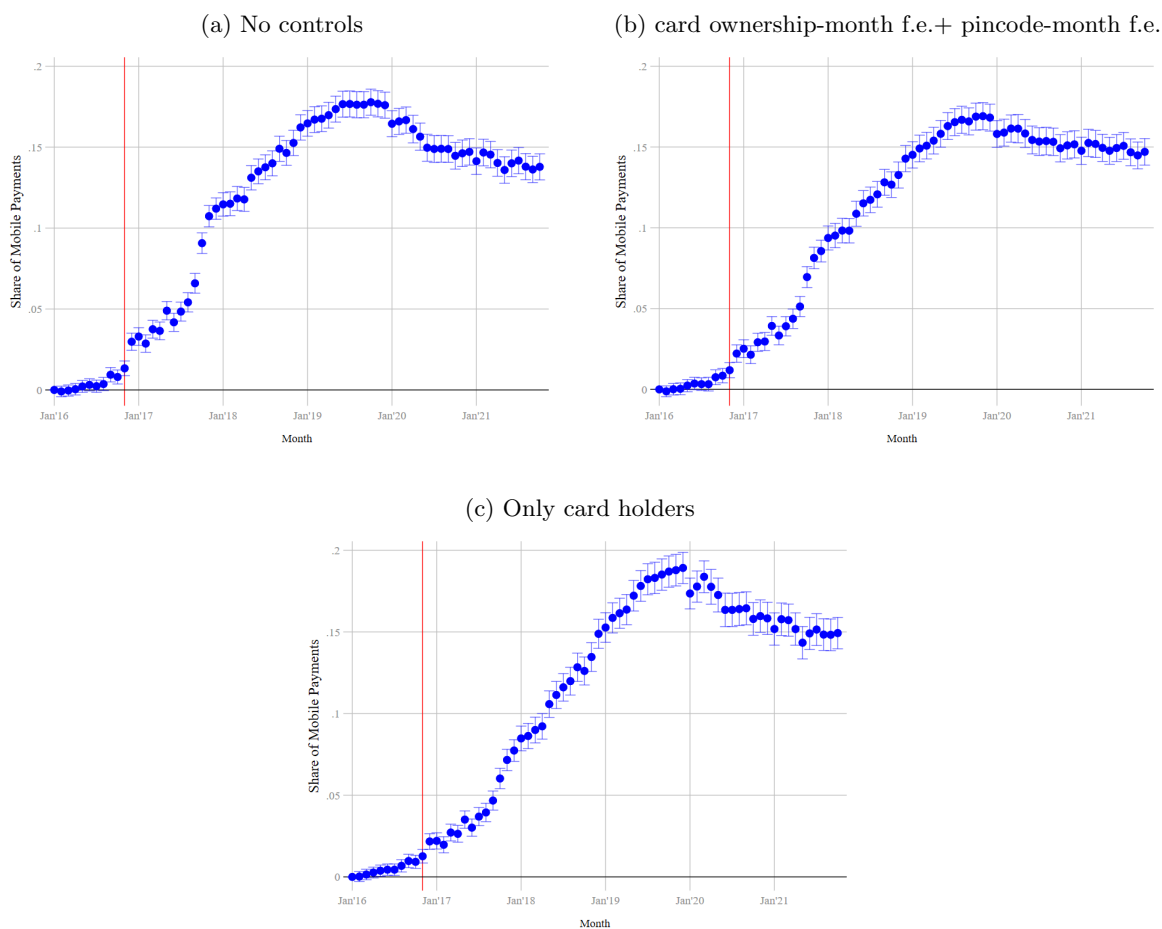 (a) No controls
(b) card ownership-month f.e.+ pincode-month f.e.
Share of Mobile Payments
.2
.15
.1
.05
0
Jan'16 Jan'17 Jan'18 Jan'19 Jan'20 Jan'21
Month
Share of Mobile Payments
.2
.15
.1
.05
0
Jan'16 Jan'17 Jan'18 Jan'19 Jan'20 Jan'21
Month
(c) Only card holders
Share of Mobile Payments
.2
.15
.1
.05
0
Jan'16 Jan'17 Jan'18 Jan'19 Jan'20 Jan'21
Month